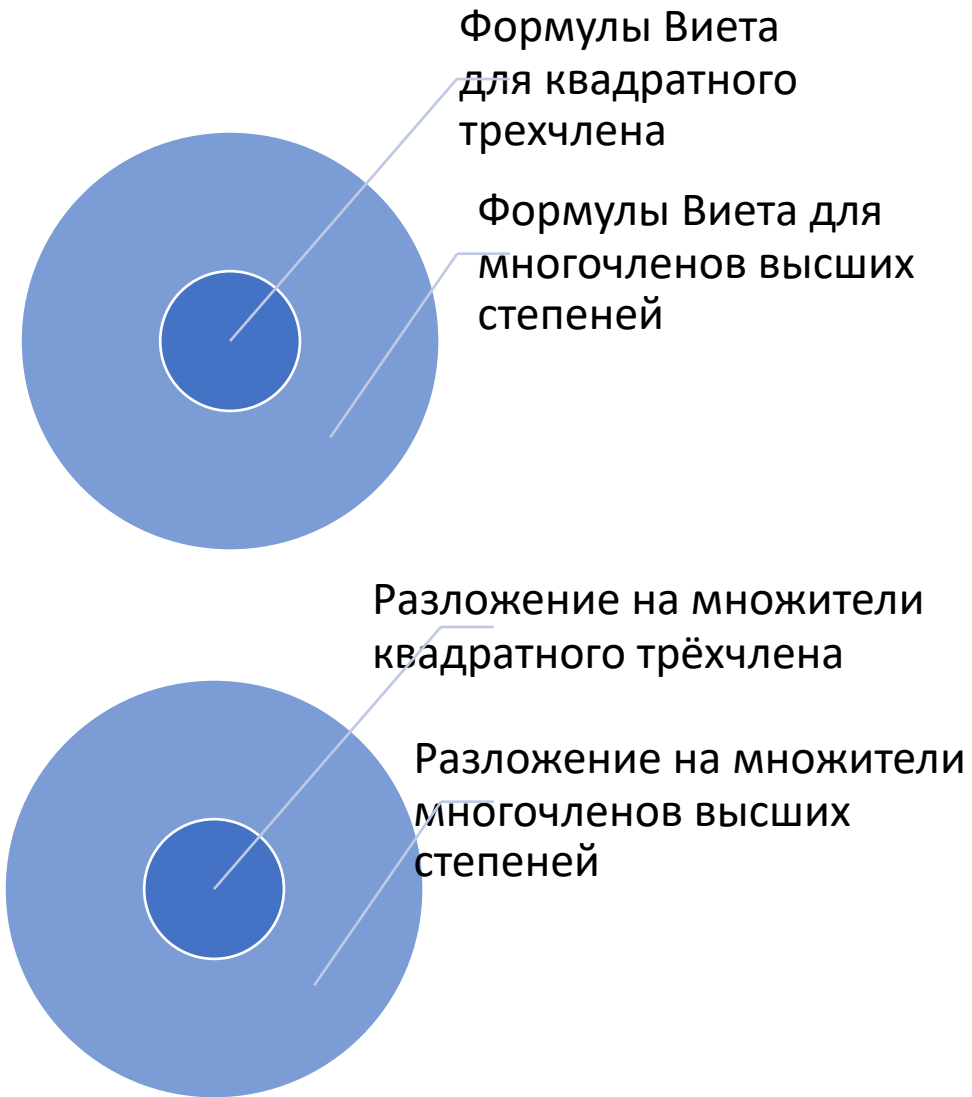 Формулы Виета
для квадратного
трехчлена
Формулы Виета для
многочленов высших
степеней
Разложение на множители
квадратного трёхчлена
Разложение на множители
многочленов высших
степеней